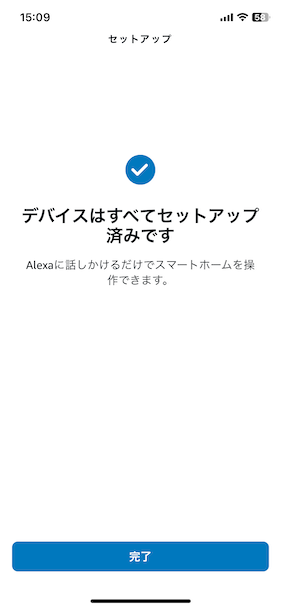 15:09
58
セットアップ
デバイスはすべてセットアップ
済みです
Alexaに話しかけるだけでスマートホームを操
作できます。
完了